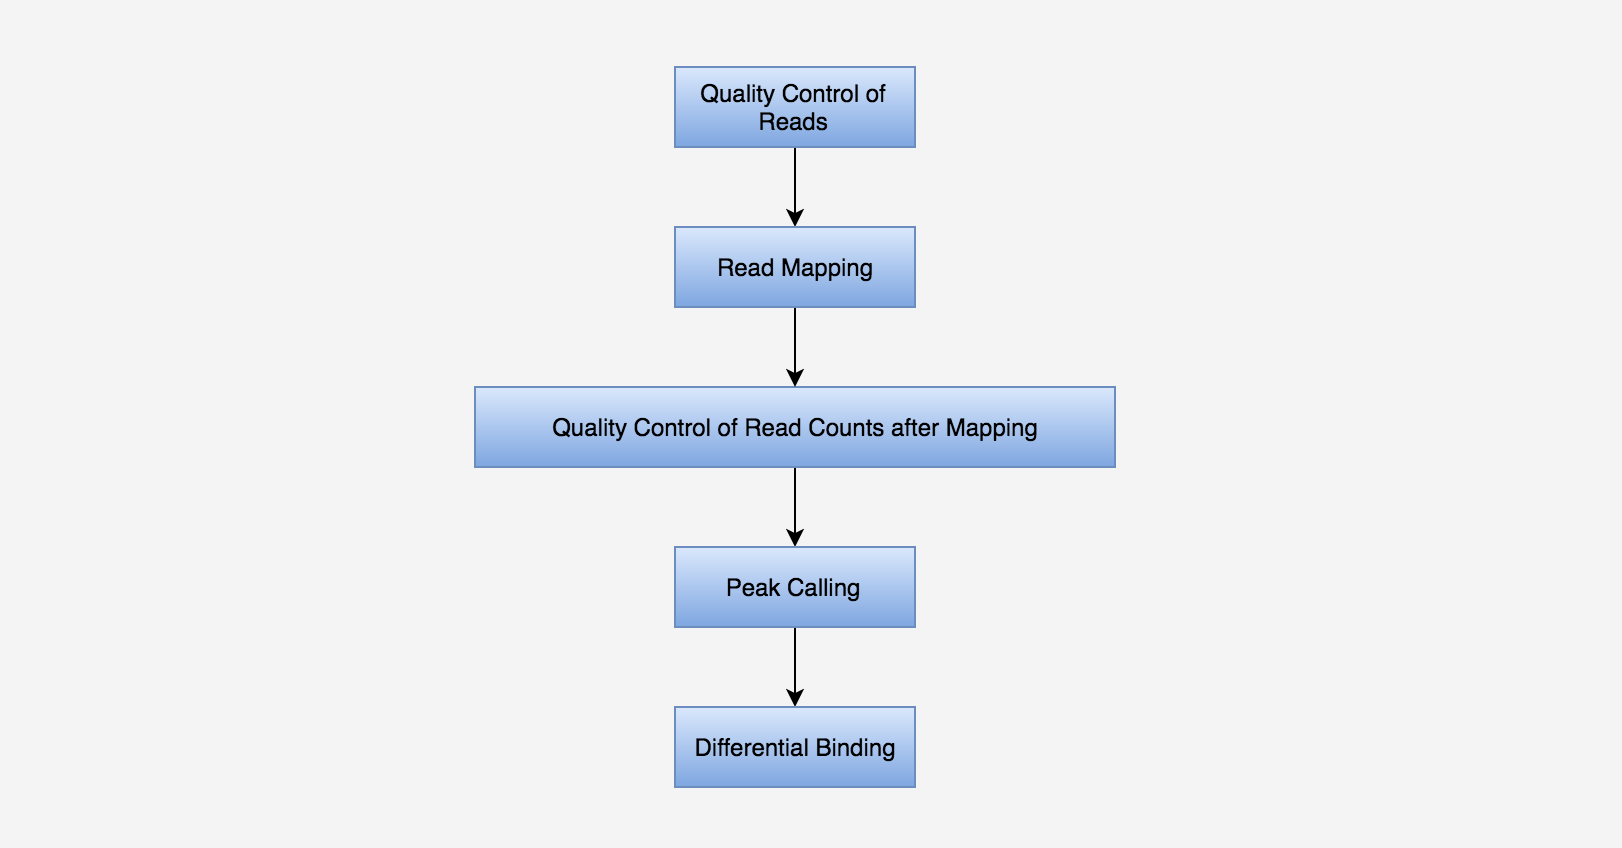 Quality Control of
Reads
Read Mapping
Quality Control of Read Counts after Mapping
Peak Calling
Differential Binding